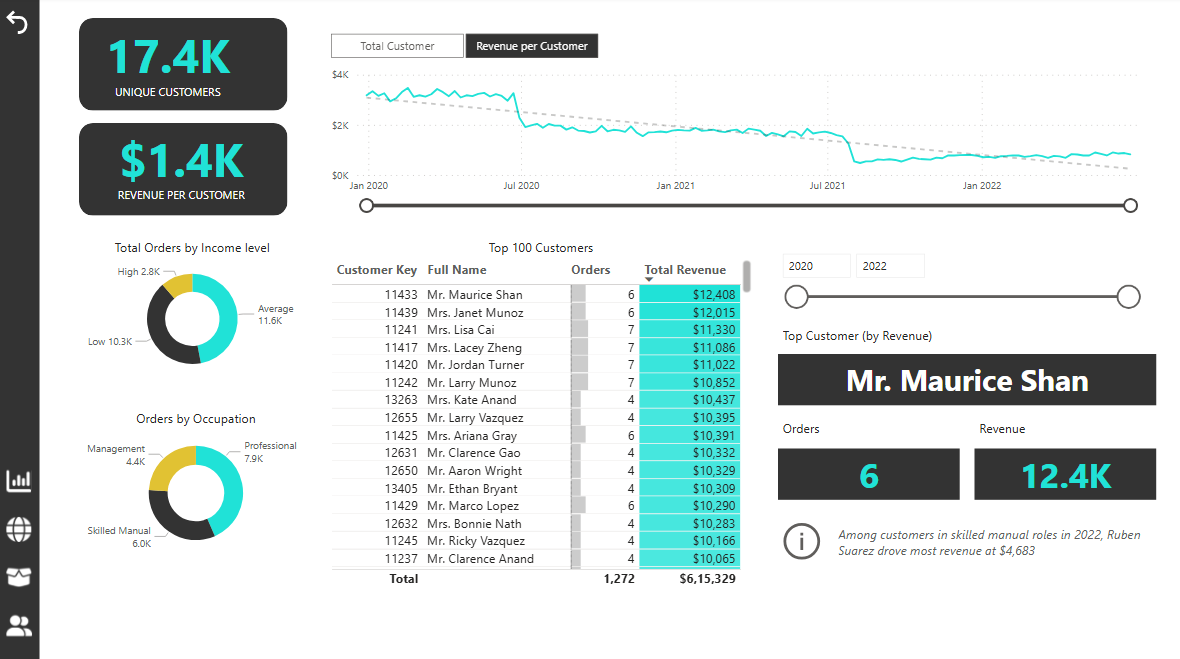 17.4K
UNIQUE CUSTOMERS
$1.4K
REVENUE PER CUSTOMER
Total Customer
Revenue per Customer
$4K
$2K
$0K
Jan 2020
Jul 2020
Jan 2021
Jul 2021
Jan 2022
Total Orders by Income level
High 2.8K
Average
11.6K
Low 10.3K
Orders by Occupation
Management
4.4K
Professional
7.9K
Skilled Manual
6.0K
Top 100 Customers
Customer Key Full Name Orders Total Revenue
11433 Mr. Maurice Shan 6 $12,408
11439 Mrs. Janet Munoz 6 $12,015
11241 Mrs. Lisa Cai 7 $11,330
11417 Mrs. Lacey Zheng 7 $11,086
11420 Mr. Jordan Turner 7 $11,022
11242 Mr. Larry Munoz 7 $10,852
13263 Mrs. Kate Anand 4 $10,437
12655 Mr. Larry Vazquez 4 $10,395
11425 Mrs. Ariana Gray 6 $10,391
12631 Mr. Clarence Gao 4 $10,332
12650 Mr. Aaron Wright 4 $10,329
13405 Mr. Ethan Bryant 4 $10,309
11429 Mr. Marco Lopez 6 $10,290
12632 Mrs. Bonnie Nath 4 $10,283
11245 Mr. Ricky Vazquez 4 $10,166
11237 Mr. Clarence Anand 4 $10,065
Total 1,272 $6,15,329
2020
2022
Top Customer (by Revenue)
Mr. Maurice Shan
Orders
Revenue
6
12.4K
Among customers in skilled manual roles in 2022, Ruben
Suarez drove most revenue at $4,683